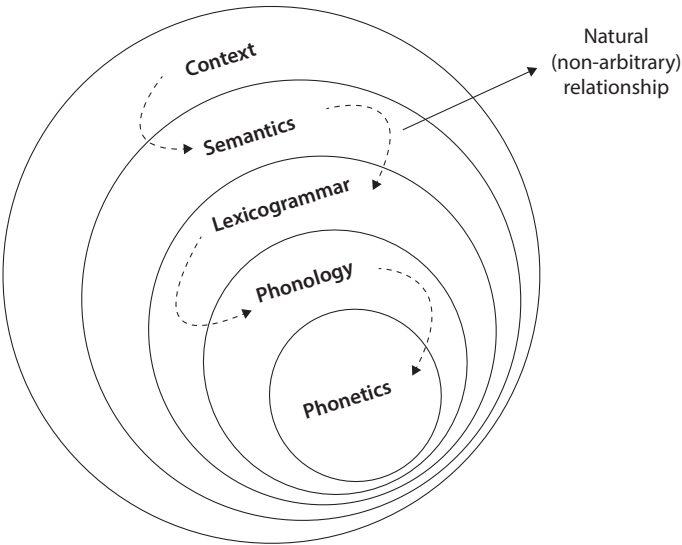 Context
Natural
(non-arbitrary)
relationship
Semantics
Lexicogrammar
Phonology
Phonetics